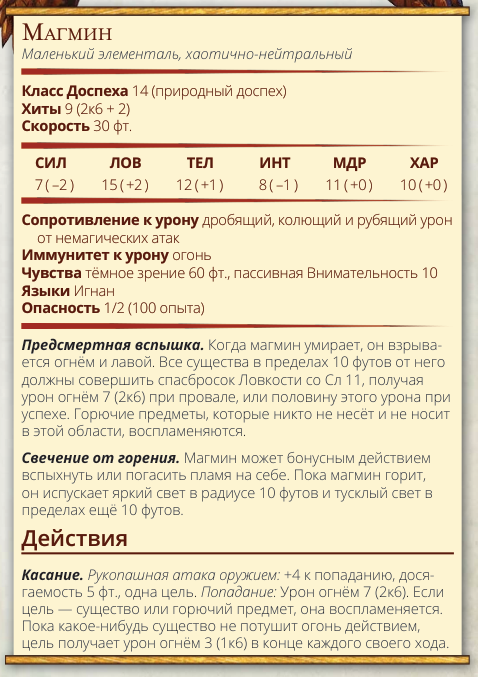 Магмин
Маленький элементаль, хаотично-нейтральный
Класс Доспеха 14 (природный доспех)
Хиты 9 (2к6 + 2)
Скорость 30 фт.
СИЛ ЛОВ ТЕЛ ИНТ МДР ХАР
7 (–2) 15 (+2) 12 (+1) 8 (–1) 11 (+0) 10 (+0)
Сопротивление к урону дробящий, колющий и рубящий урон
от немагических атак
Иммунитет к урону огонь
Чувства тёмное зрение 60 фт., пассивная Внимательность 10
Языки Игнан
Опасность 1/2 (100 опыта)
Предсмертная вспышка. Когда магмин умирает, он взрыва-
ется огнём и лавой. Все существа в пределах 10 футов от него
должны совершить спасбросок Ловкости со Сл 11, получая
урон огнём 7 (2к6) при провале, или половину этого урона при
успехе. Горючие предметы, которые никто не несёт и не носит
в этой области, воспламеняются.
Свечение от горения. Магмин может бонусным действием
вспыхнуть или погасить пламя на себе. Пока магмин горит,
он испускает яркий свет в радиусе 10 футов и тусклый свет в
пределах ещё 10 футов.
Действия
Касание. Рукопашная атака оружием: +4 к попаданию, дося-
гаемость 5 фт., одна цель. Попадание: Урон огнём 7 (2к6). Если
цель — существо или горючий предмет, она воспламеняется.
Пока какое-нибудь существо не потушит огонь действием,
цель получает урон огнём 3 (1к6) в конце каждого своего хода.